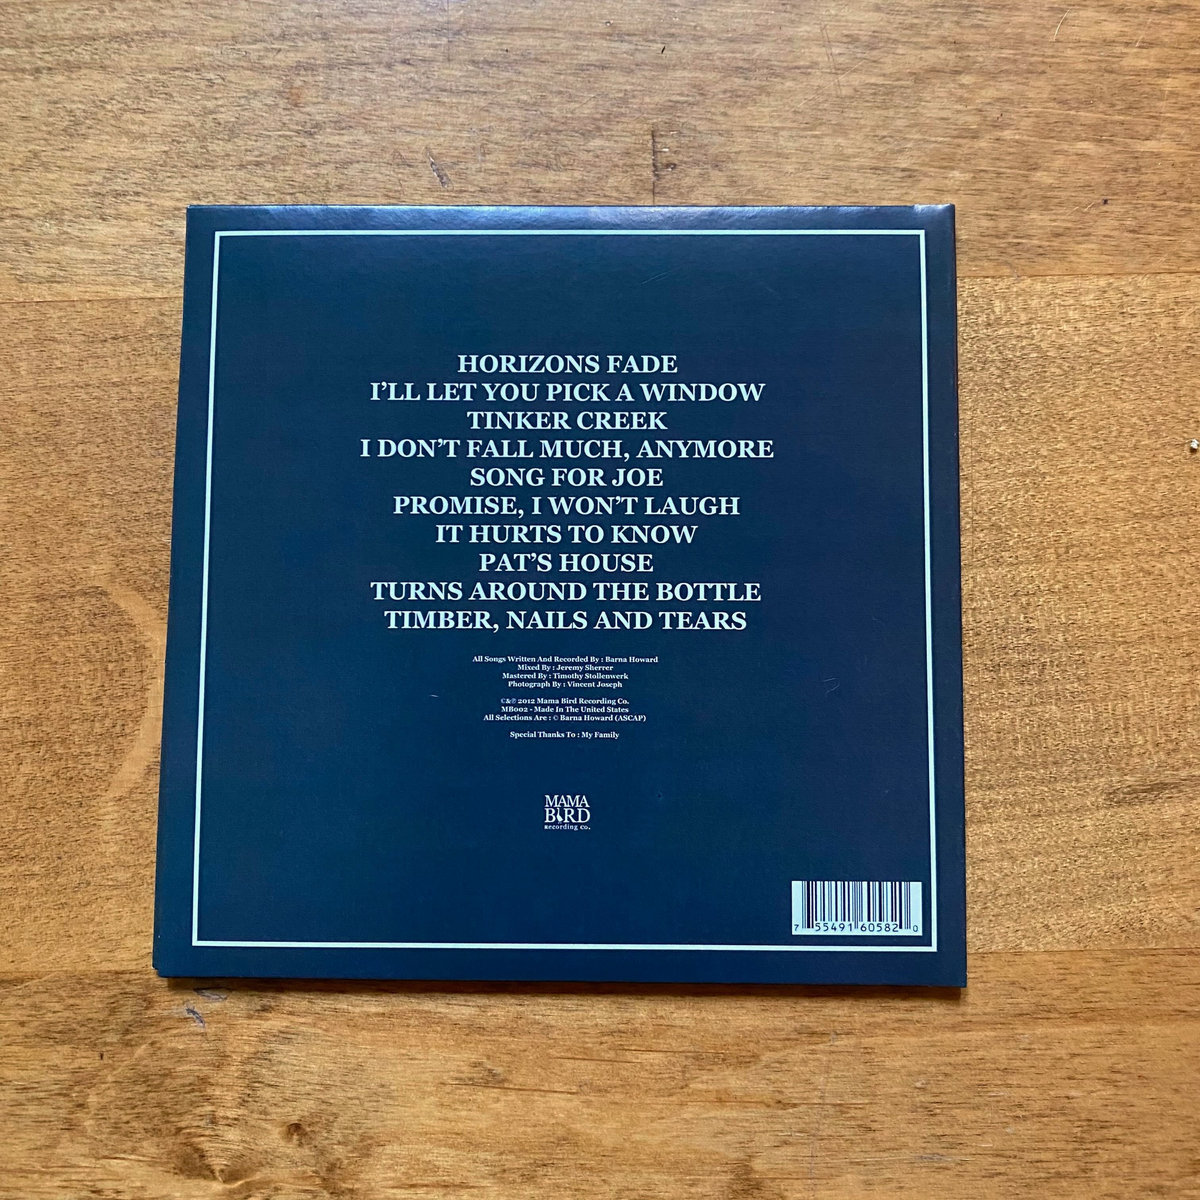 HORIZONS FADE
I'LL LET YOU PICK A WINDOW
TINKER CREEK
I DON'T FALL MUCH, ANYMORE
SONG FOR JOE
PROMISE, I WON'T LAUGH
IT HURTS TO KNOW
PAT'S HOUSE
TURNS AROUND THE BOTTLE
TIMBER, NAILS AND TEARS
All Songs Written And Recorded By : Barna Howard
Mixed By : Jeremy Sherrer
Mastered By : Timothy Stollenwerk
Photograph By : Vincent Joseph
©&℗ 2012 Mama Bird Recording Co.
MB002 - Made In The United States
All Selections Are : © Barna Howard (ASCAP)
Special Thanks To : My Family
MAMA
BIRD
Recording Co.
7 55491 60582 0